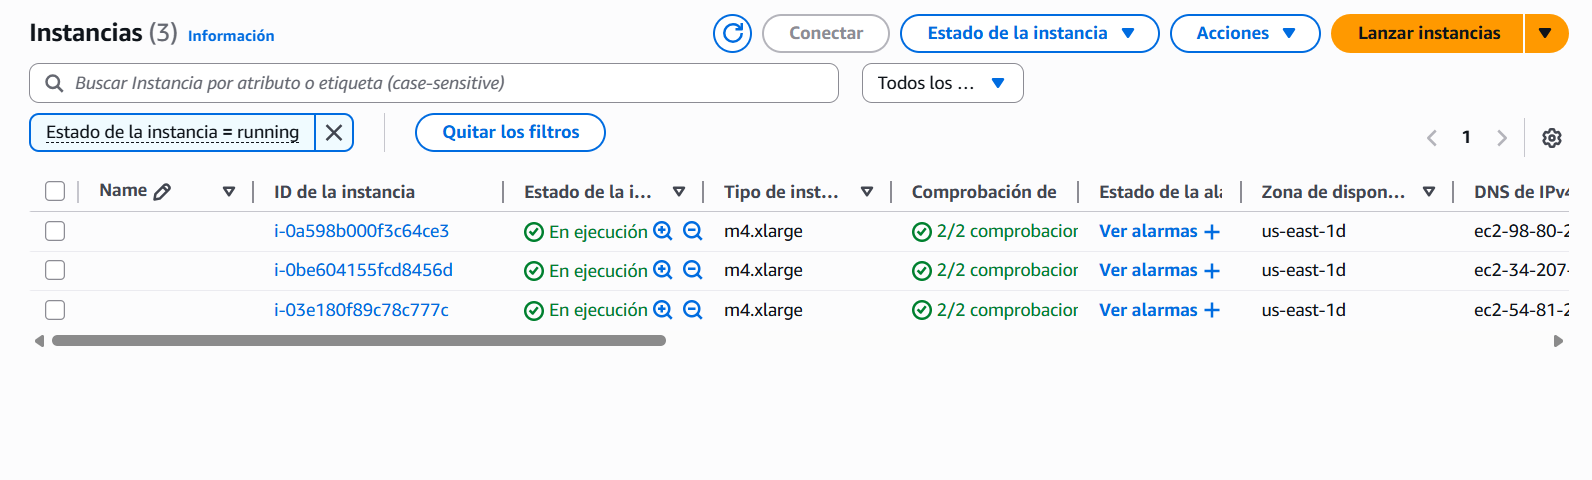 Instancias (3) Información Conectar Estado de la instancia Acciones Lanzar instancias
Buscar Instancia por atributo o etiqueta (case-sensitive) Todos los ...
Estado de la instancia = running Quitar los filtros 1
Name ID de la instancia Estado de la i... Tipo de inst... Comprobación de Estado de la ala Zona de dispon... DNS de IPv4
i-0a598b000f3c64ce3 En ejecución m4.xlarge 2/2 comprobacion Ver alarmas + us-east-1d ec2-98-80-2
i-0be604155fcd8456d En ejecución m4.xlarge 2/2 comprobacion Ver alarmas + us-east-1d ec2-34-207-
i-03e180f89c78c777c En ejecución m4.xlarge 2/2 comprobacion Ver alarmas + us-east-1d ec2-54-81-2